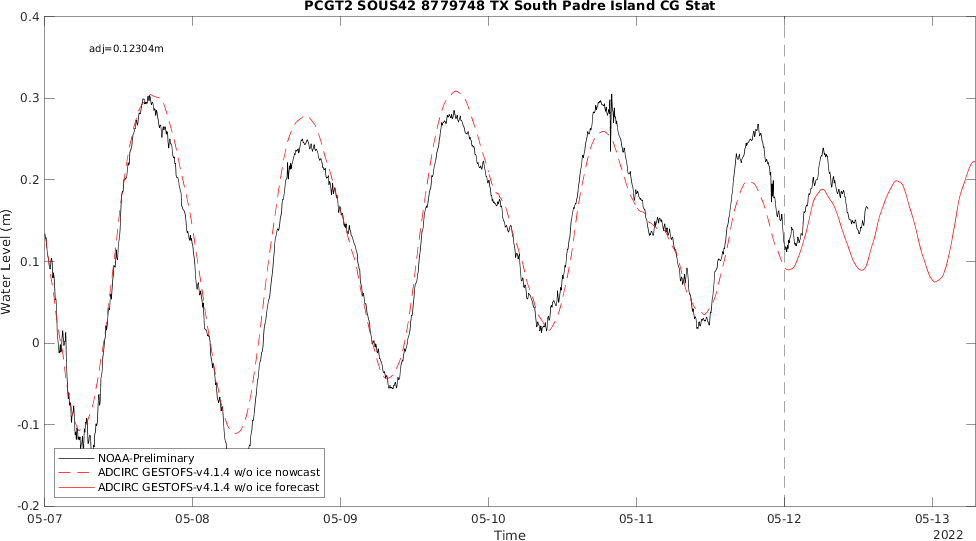 PCGT2 SOUS42 8779748 TX South Padre Island CG Stat
adj=0.12304m
0.4
0.3
0.2
0.1
0
-0.1
-0.2
Water Level (m)
NOAA-Preliminary
ADCIRC GESTOFS-v4.1.4 w/o ice nowcast
ADCIRC GESTOFS-v4.1.4 w/o ice forecast
05-07 05-08 05-09 05-10 05-11 05-12 05-13
Time
2022